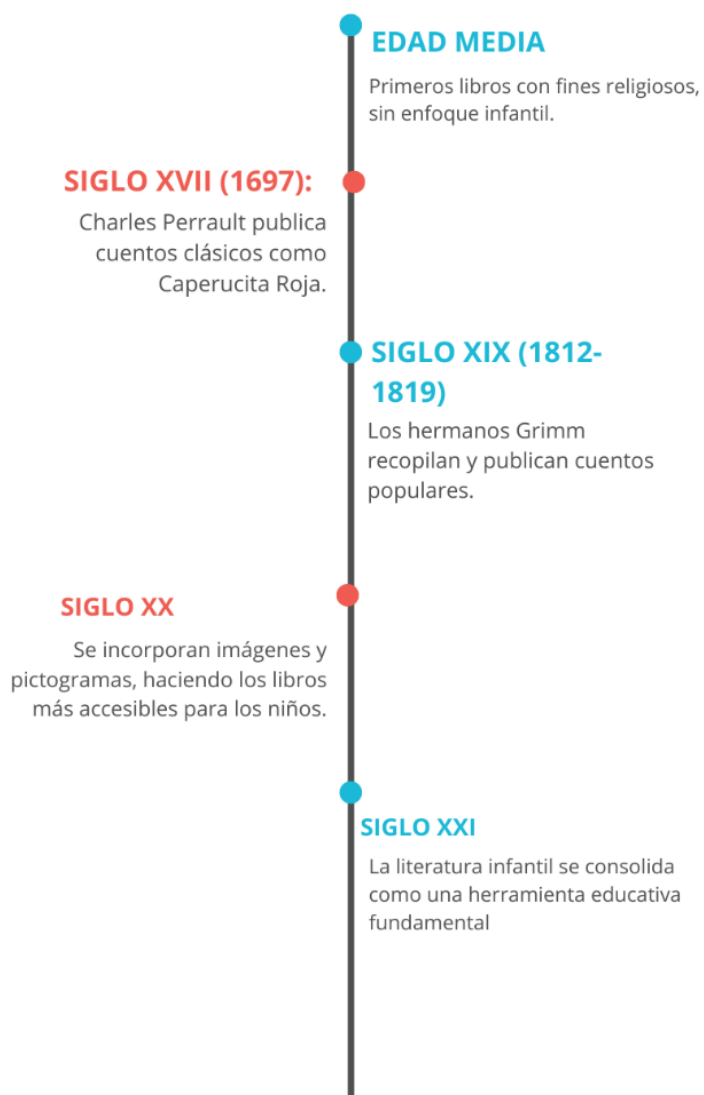 EDAD MEDIA
Primeros libros con fines religiosos,
sin enfoque infantil.
SIGLO XVII (1697):
Charles Perrault publica
cuentos clásicos como
Caperucita Roja.
SIGLO XIX (1812-
1819)
Los hermanos Grimm
recopilan y publican cuentos
populares.
SIGLO XX
Se incorporan imágenes y
pictogramas, haciendo los libros
más accesibles para los niños.
SIGLO XXI
La literatura infantil se consolida
como una herramienta educativa
fundamental